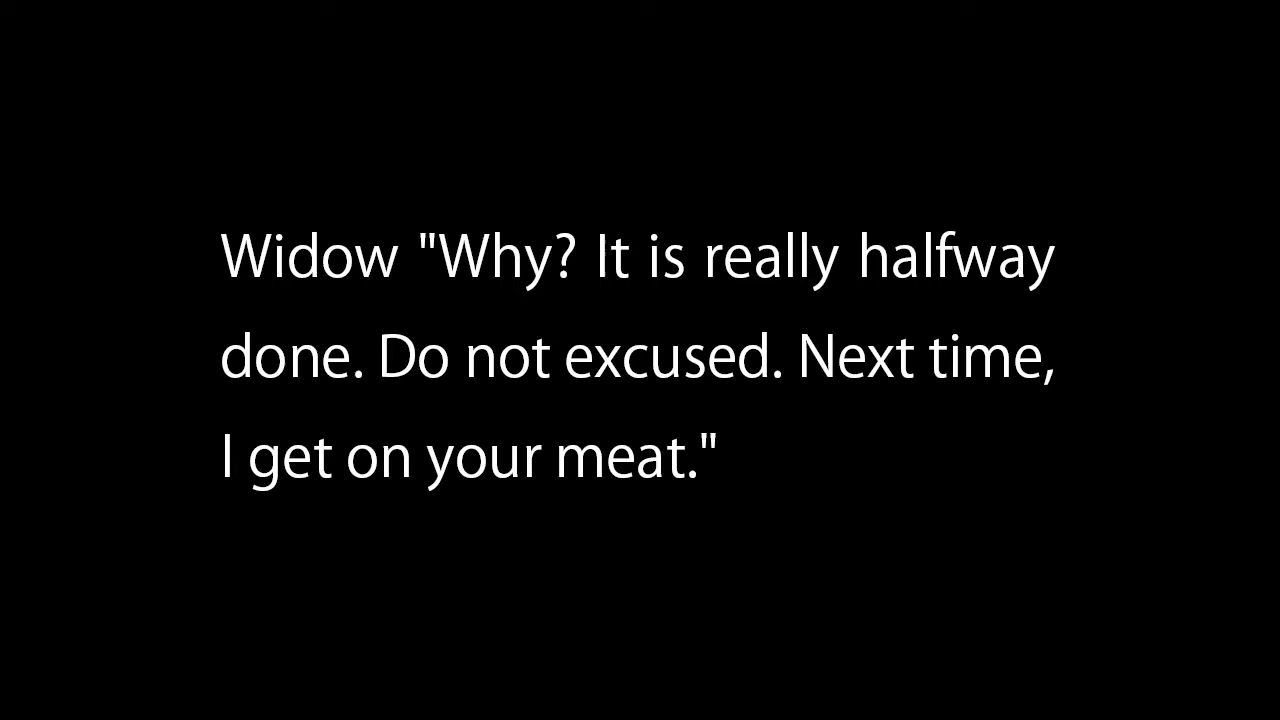 Widow "Why? It is really halfway
done. Do not excused. Next time,
I get on your meat."